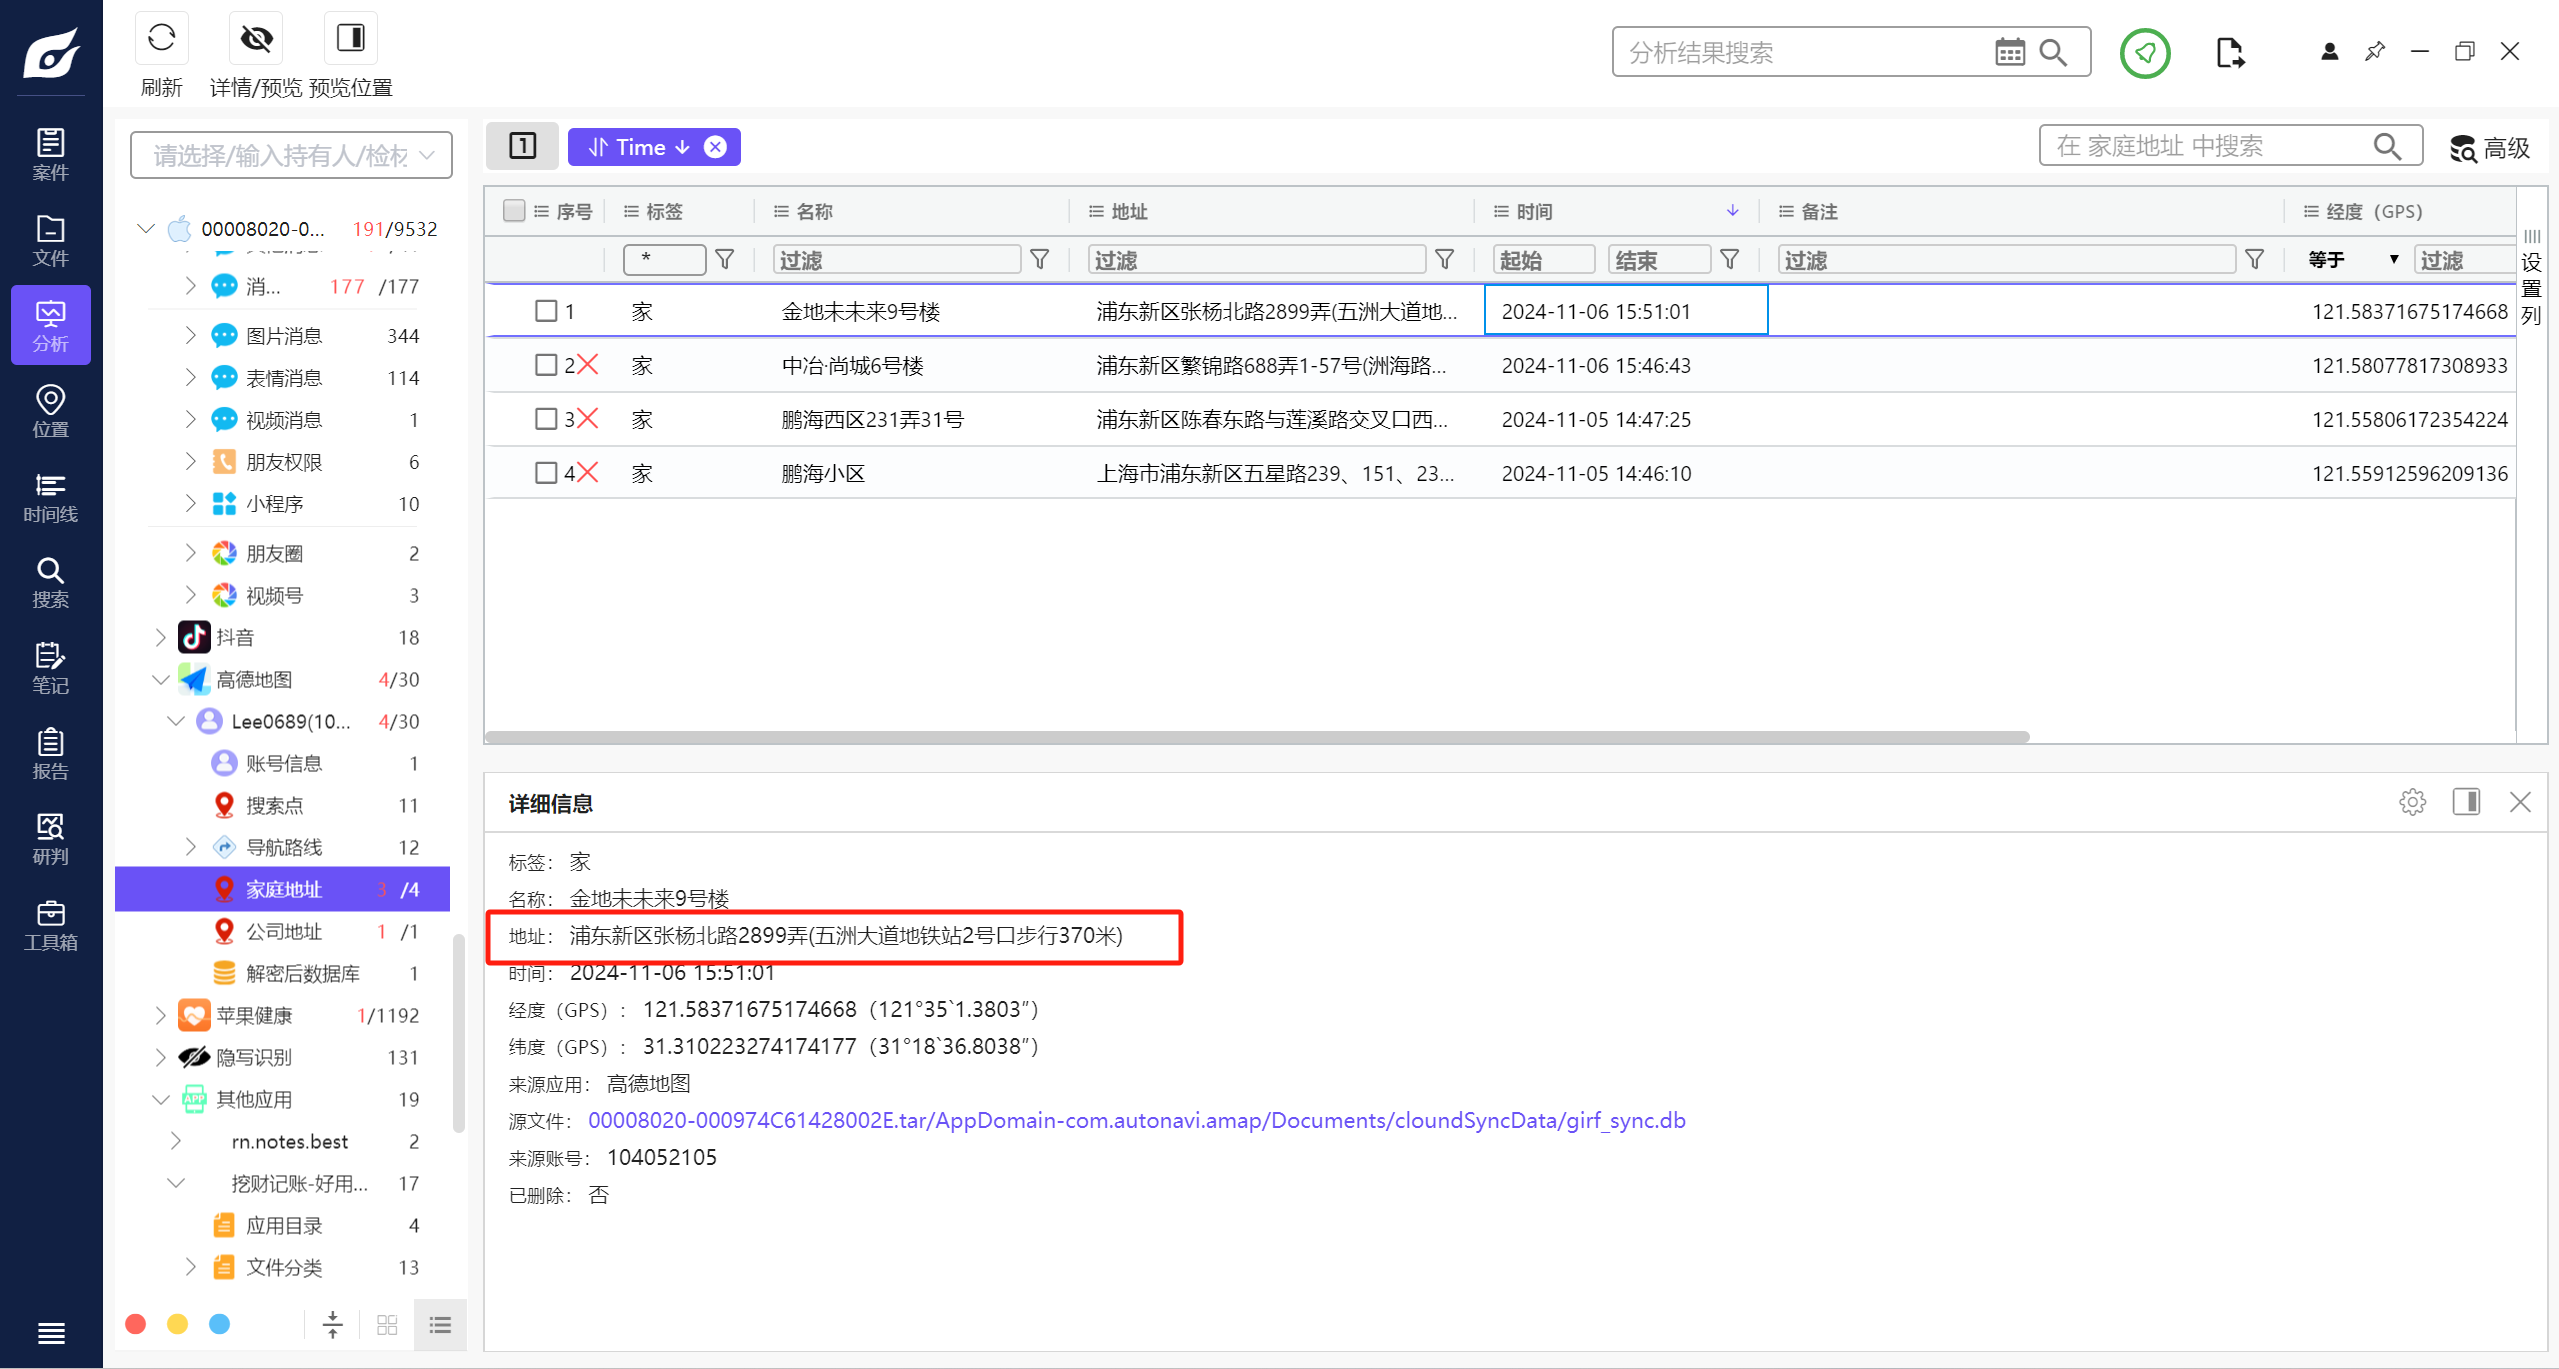 刷新
详情/预览
预览位置
分析结果搜索
案件
文件
分析
位置
时间线
搜索
笔记
报告
研判
工具箱
请选择/输入持有人/检材
00008020-0... 191/9532
消... 177 /177
图片消息 344
表情消息 114
视频消息 1
朋友权限 6
小程序 10
朋友圈 2
视频号 3
抖音 18
高德地图 4/30
Lee0689(10... 4/30
账号信息 1
搜索点 11
导航路线 12
家庭地址 3 /4
公司地址 1 /1
解密后数据库 1
苹果健康 1/1192
隐写识别 131
APP 其他应用 19
rn.notes.best 2
挖财记账-好用... 17
应用目录 4
文件分类 13
1 Time
在 家庭地址 中搜索
高级
序号 标签 名称 地址 时间 备注 经度（GPS）
* 过滤 过滤 起始 结束 过滤 等于 过滤
设置列
1 家 金地未未来9号楼 浦东新区张杨北路2899弄(五洲大道地... 2024-11-06 15:51:01 121.58371675174668
2 家 中冶·尚城6号楼 浦东新区繁锦路688弄1-57号(洲海路... 2024-11-06 15:46:43 121.58077817308933
3 家 鹏海西区231弄31号 浦东新区陈春东路与莲溪路交叉口西... 2024-11-05 14:47:25 121.55806172354224
4 家 鹏海小区 上海市浦东新区五星路239、151、23... 2024-11-05 14:46:10 121.55912596209136
详细信息
标签： 家
名称： 金地未未来9号楼
地址： 浦东新区张杨北路2899弄(五洲大道地铁站2号口步行370米)
时间： 2024-11-06 15:51:01
经度（GPS）： 121.58371675174668（121°35`1.3803″）
纬度（GPS）： 31.310223274174177（31°18`36.8038″）
来源应用： 高德地图
源文件： 00008020-000974C61428002E.tar/AppDomain-com.autonavi.amap/Documents/cloundSyncData/girf_sync.db
来源账号： 104052105
已删除： 否